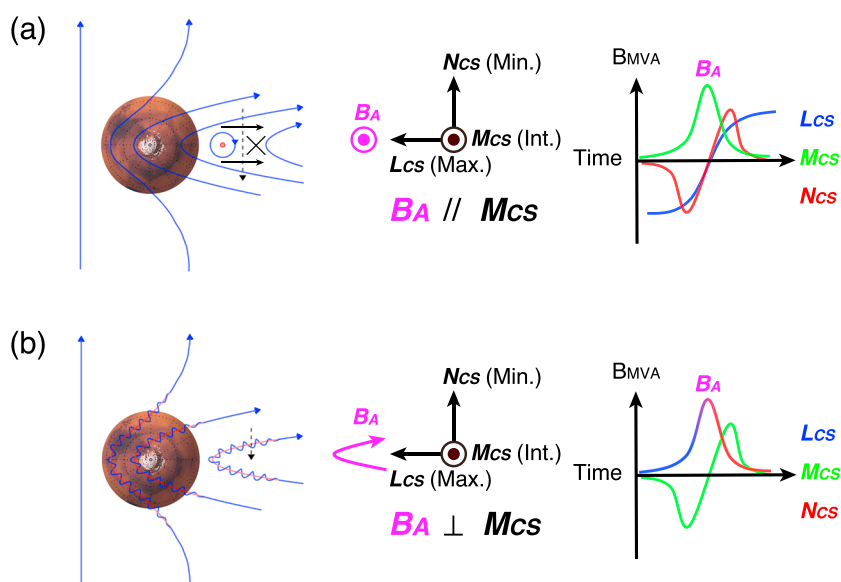 (a)
NCS (Min.)
BMVA
BA
BA
LCS
MCS (Int.)
Time
MCS
LCS (Max.)
NCS
BA // MCS
(b)
NCS (Min.)
BMVA
BA
BA
LCS
MCS (Int.)
Time
MCS
LCS (Max.)
NCS
BA ⊥ MCS